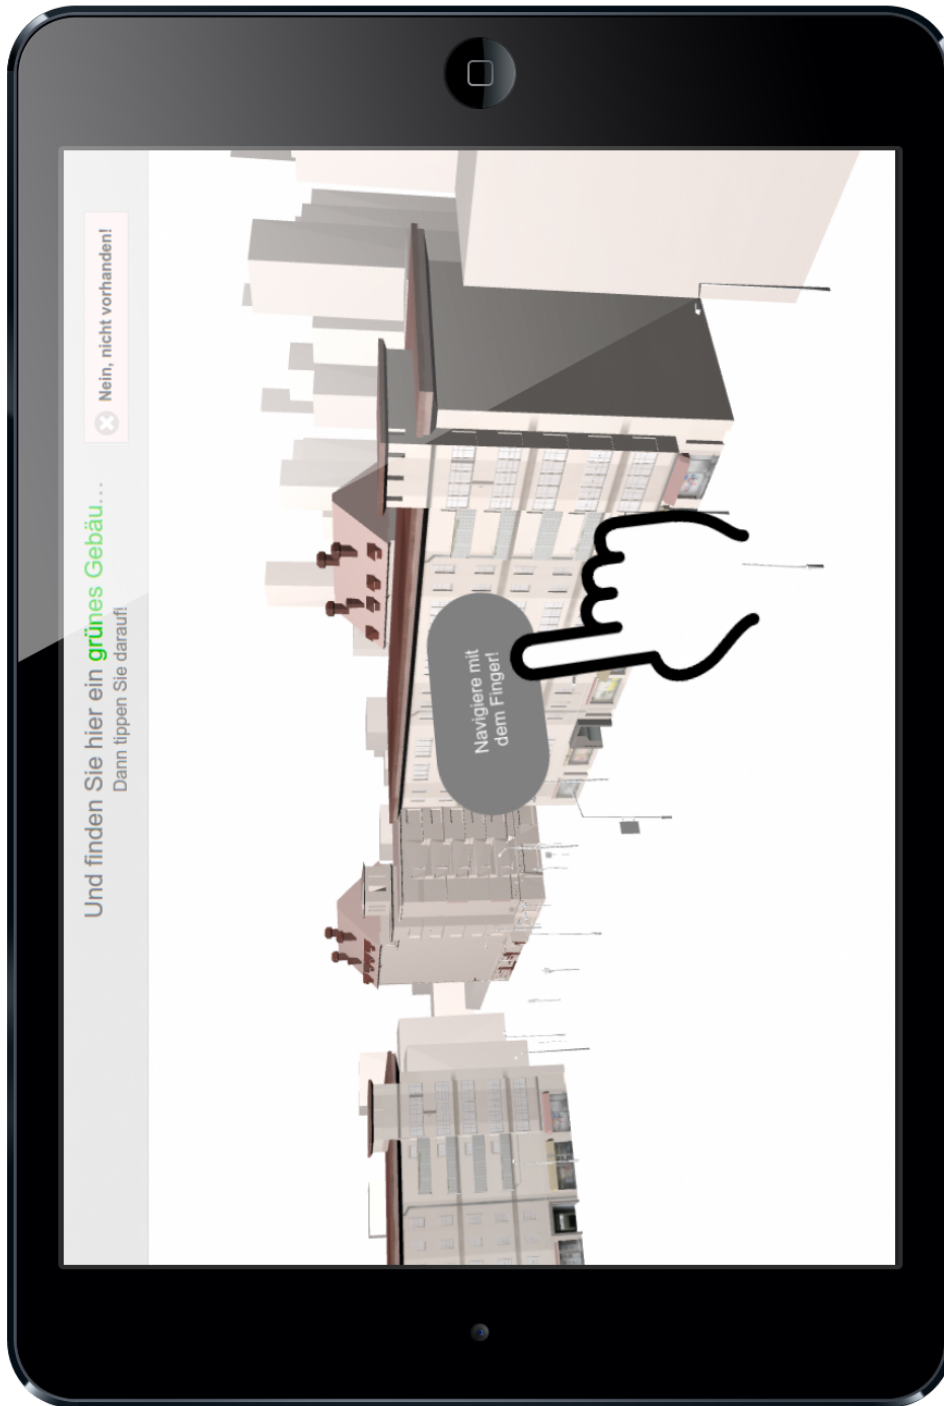 Und finden Sie hier ein grünes Gebäu...
Dann tippen Sie darauf!
Nein, nicht vorhanden!
Navigiere mit
dem Finger!